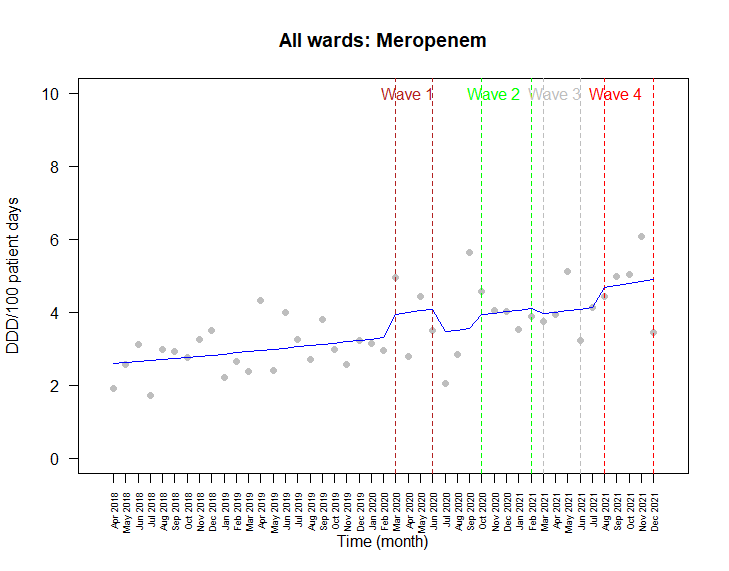 All wards: Meropenem
Wave 1 Wave 2 Wave 3 Wave 4
10
8
6
4
2
0
DDD/100 patient days
Apr 2018
May 2018
Jun 2018
Jul 2018
Aug 2018
Sep 2018
Oct 2018
Nov 2018
Dec 2018
Jan 2019
Feb 2019
Mar 2019
Apr 2019
May 2019
Jun 2019
Jul 2019
Aug 2019
Sep 2019
Oct 2019
Nov 2019
Dec 2019
Jan 2020
Feb 2020
Mar 2020
Apr 2020
May 2020
Jun 2020
Jul 2020
Aug 2020
Sep 2020
Oct 2020
Nov 2020
Dec 2020
Jan 2021
Feb 2021
Mar 2021
Apr 2021
May 2021
Jun 2021
Jul 2021
Aug 2021
Sep 2021
Oct 2021
Nov 2021
Dec 2021
Time (month)